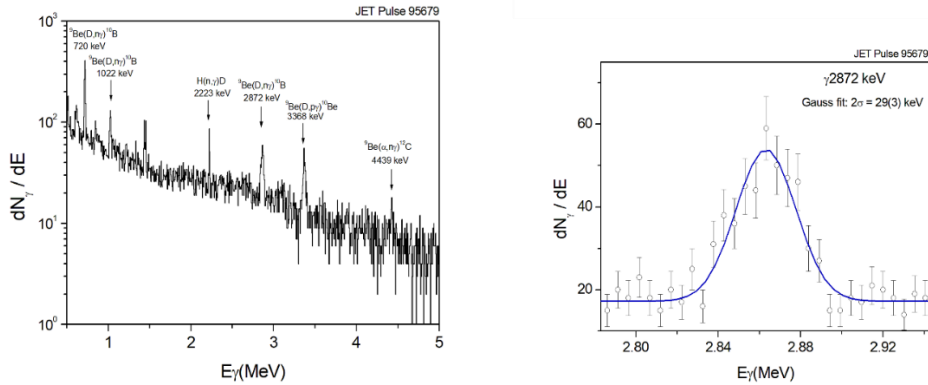 JET Pulse 95679
⁹Be(D,nγ)¹⁰B
720 keV
⁹Be(D,nγ)¹⁰B
1022 keV
H(n,γ)D
2223 keV
⁹Be(D,nγ)¹⁰B
2872 keV
⁹Be(D,pγ)¹⁰Be
3368 keV
⁹Be(α,nγ)¹²C
4439 keV
dNγ / dE
10³
10²
10¹
10⁰
1 2 3 4 5
Eγ(MeV)
JET Pulse 95679
γ2872 keV
Gauss fit: 2σ = 29(3) keV
dNγ / dE
60
40
20
2.80 2.84 2.88 2.92
Eγ(MeV)